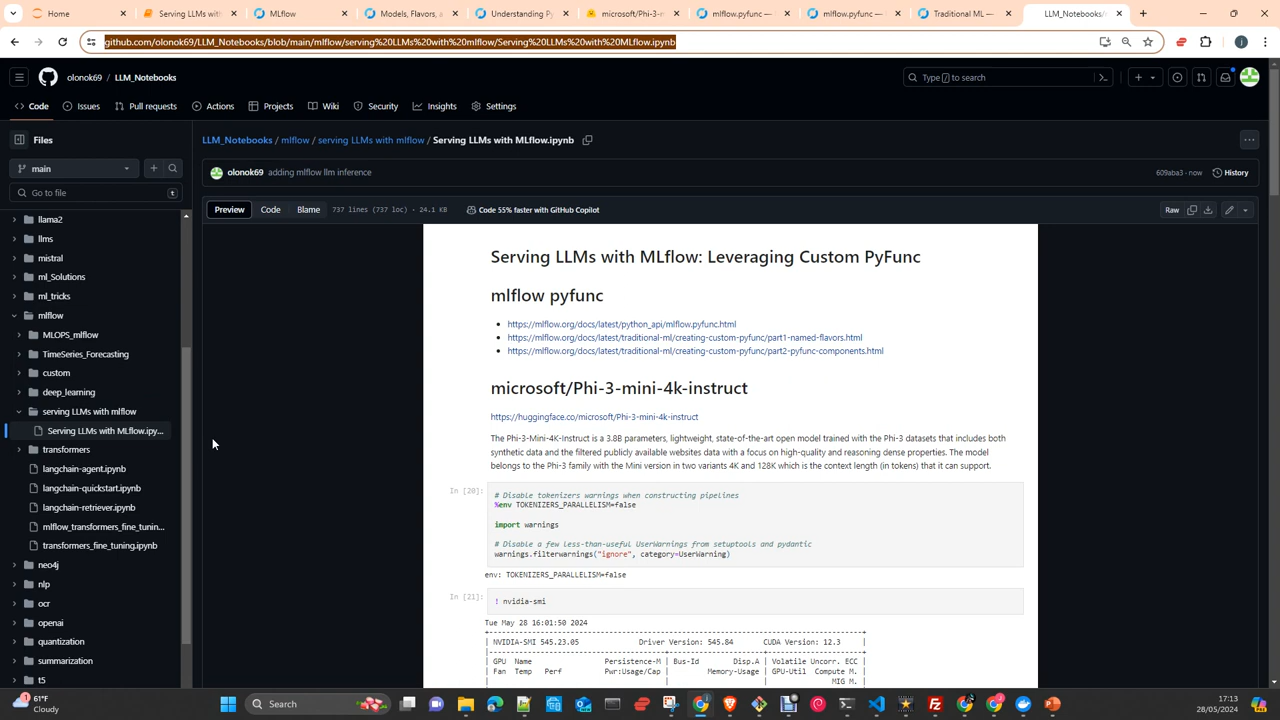 Home
Serving LLMs with
MLflow
Models, Flavors, a
Understanding Py
microsoft/Phi-3-m
mlflow.pyfunc —
mlflow.pyfunc —
Traditional ML —
LLM_Notebooks/
github.com/olonok69/LLM_Notebooks/blob/main/mlflow/serving%20LLMs%20with%20mlflow/Serving%20LLMs%20with%20MLflow.ipynb
olonok69 / LLM_Notebooks
Type / to search
Code
Issues
Pull requests
Actions
Projects
Wiki
Security
Insights
Settings
Files
main
Go to file
t
llama2
llms
mistral
ml_Solutions
ml_tricks
mlflow
MLOPS_mlflow
TimeSeries_Forecasting
custom
deep_learning
serving LLMs with mlflow
Serving LLMs with MLflow.ipy...
transformers
langchain-agent.ipynb
langchain-quickstart.ipynb
langchain-retriever.ipynb
mlflow_transformers_fine_tunin...
transformers_fine_tuning.ipynb
neo4j
nlp
ocr
openai
quantization
summarization
t5
LLM_Notebooks / mlflow / serving LLMs with mlflow / Serving LLMs with MLflow.ipynb
olonok69 adding mlflow llm inference
609aba3 · now
History
Preview
Code
Blame
737 lines (737 loc) · 24.1 KB
Code 55% faster with GitHub Copilot
Raw
Serving LLMs with MLflow: Leveraging Custom PyFunc
mlflow pyfunc
• https://mlflow.org/docs/latest/python_api/mlflow.pyfunc.html
• https://mlflow.org/docs/latest/traditional-ml/creating-custom-pyfunc/part1-named-flavors.html
• https://mlflow.org/docs/latest/traditional-ml/creating-custom-pyfunc/part2-pyfunc-components.html
microsoft/Phi-3-mini-4k-instruct
https://huggingface.co/microsoft/Phi-3-mini-4k-instruct
The Phi-3-Mini-4K-Instruct is a 3.8B parameters, lightweight, state-of-the-art open model trained with the Phi-3 datasets that includes both
synthetic data and the filtered publicly available websites data with a focus on high-quality and reasoning dense properties. The model
belongs to the Phi-3 family with the Mini version in two variants 4K and 128K which is the context length (in tokens) that it can support.
In [20]:
# Disable tokenizers warnings when constructing pipelines
%env TOKENIZERS_PARALLELISM=false
import warnings
# Disable a few less-than-useful UserWarnings from setuptools and pydantic
warnings.filterwarnings("ignore", category=UserWarning)
env: TOKENIZERS_PARALLELISM=false
In [21]:
! nvidia-smi
Tue May 28 16:01:50 2024
+-----------------------------------------------------------------------------+
| NVIDIA-SMI 545.23.05 Driver Version: 545.84 CUDA Version: 12.3 |
| GPU Name Persistence-M | Bus-Id Disp.A | Volatile Uncorr. ECC |
| Fan Temp Perf Pwr:Usage/Cap | Memory-Usage | GPU-Util Compute M. |
| | | MIG M. |
1
61°F
Cloudy
Search
17:13
28/05/2024